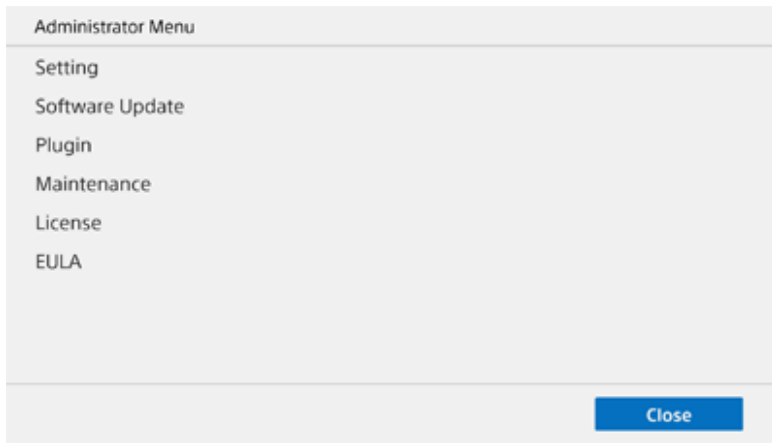 Administrator Menu
Setting
Software Update
Plugin
Maintenance
License
EULA
Close